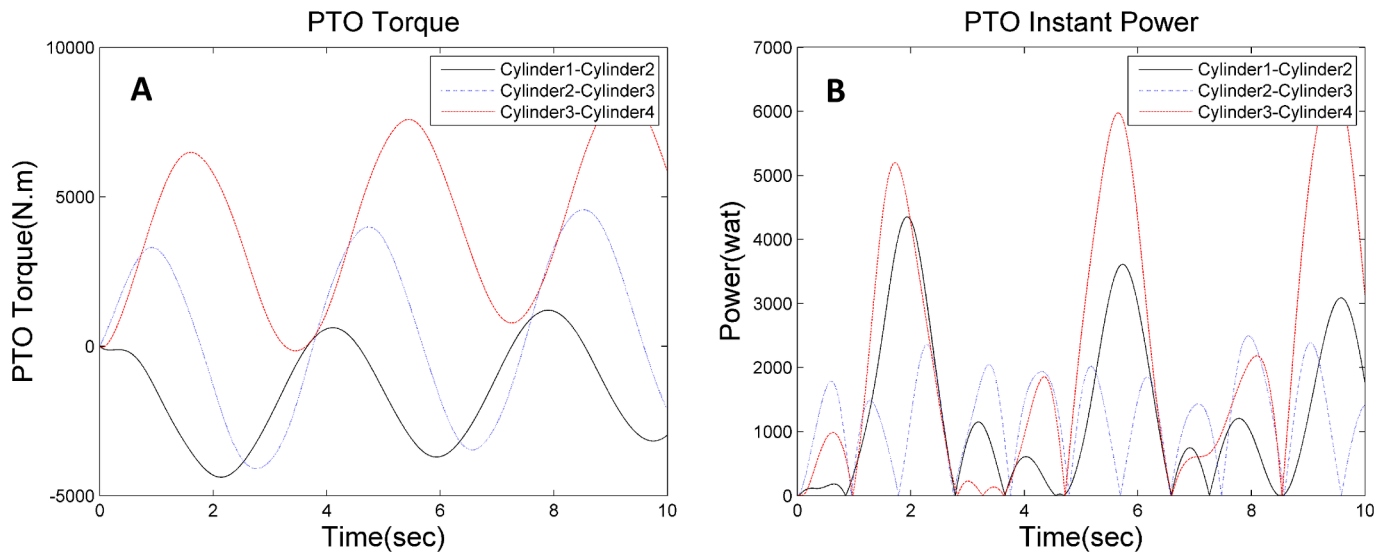 PTO Torque
10000
A
Cylinder1-Cylinder2
Cylinder2-Cylinder3
Cylinder3-Cylinder4
5000
0
-5000
PTO Torque(N.m)
0 2 4 6 8 10
Time(sec)
PTO Instant Power
7000
B
Cylinder1-Cylinder2
Cylinder2-Cylinder3
Cylinder3-Cylinder4
6000
5000
4000
3000
2000
1000
0
Power(wat)
0 2 4 6 8 10
Time(sec)